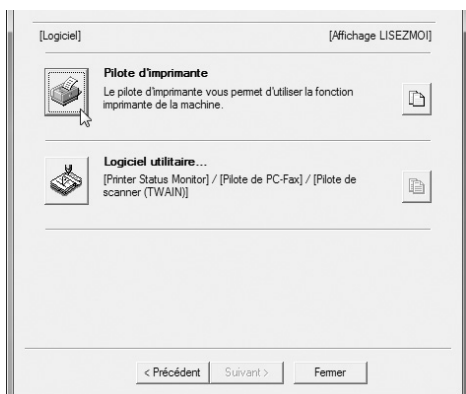 [Logiciel] [Affichage LISEZMOI]
Pilote d'imprimante
Le pilote d'imprimante vous permet d'utiliser la fonction
imprimante de la machine.
Logiciel utilitaire...
[Printer Status Monitor] / [Pilote de PC-Fax] / [Pilote de
scanner (TWAIN)]
< Précédent Suivant > Fermer